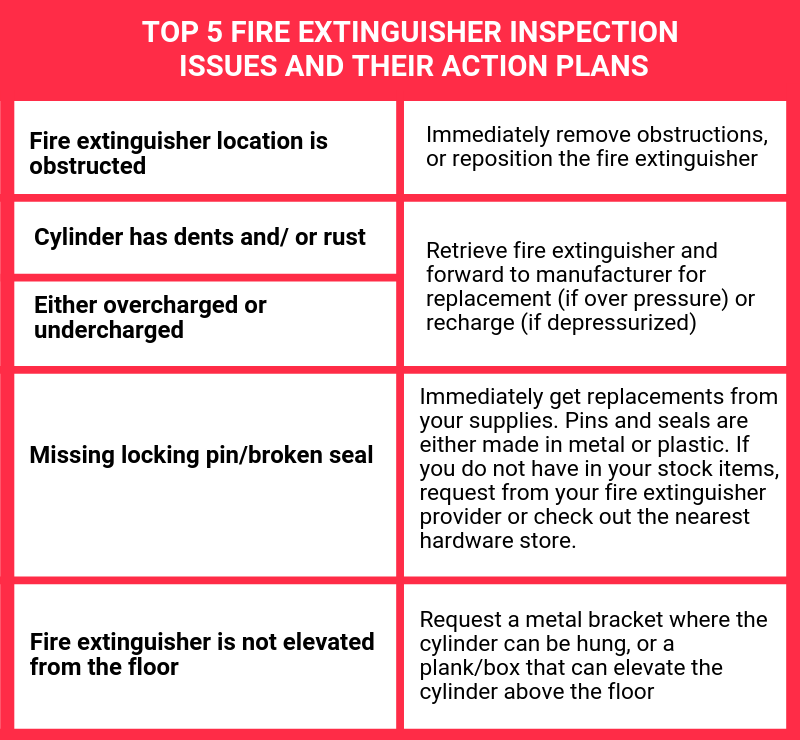 TOP 5 FIRE EXTINGUISHER INSPECTION
ISSUES AND THEIR ACTION PLANS
Fire extinguisher location is
obstructed
Immediately remove obstructions,
or reposition the fire extinguisher
Cylinder has dents and/ or rust
Either overcharged or
undercharged
Retrieve fire extinguisher and
forward to manufacturer for
replacement (if over pressure) or
recharge (if depressurized)
Missing locking pin/broken seal
Immediately get replacements from
your supplies. Pins and seals are
either made in metal or plastic. If
you do not have in your stock items,
request from your fire extinguisher
provider or check out the nearest
hardware store.
Fire extinguisher is not elevated
from the floor
Request a metal bracket where the
cylinder can be hung, or a
plank/box that can elevate the
cylinder above the floor